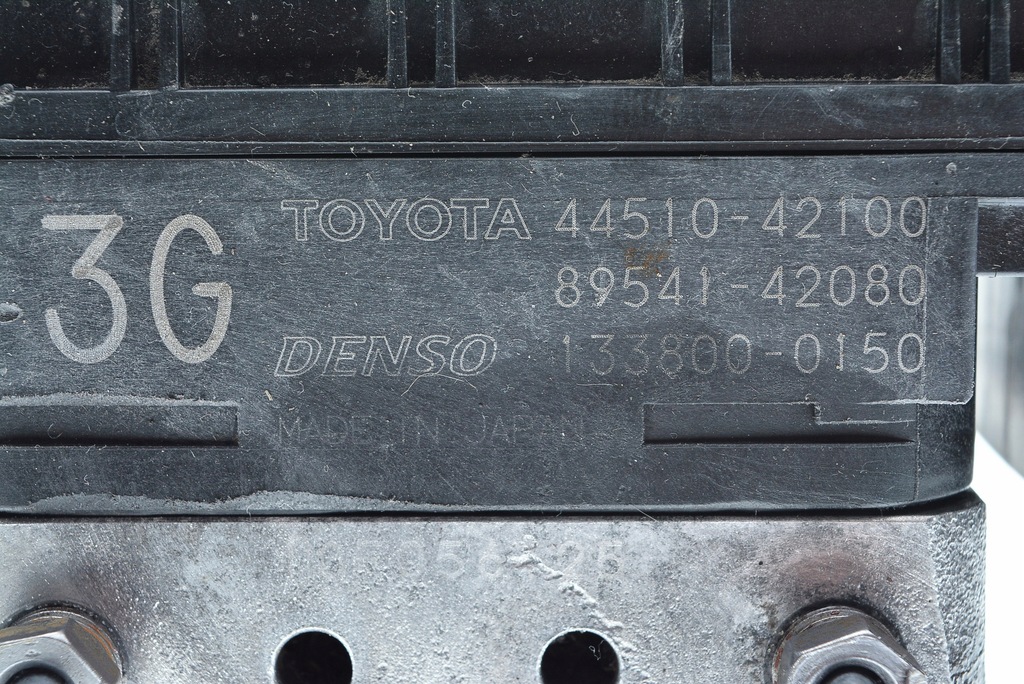 3G
TOYOTA 44510-42100
89541-42080
DENSO 133800-0150
MADE IN JAPAN